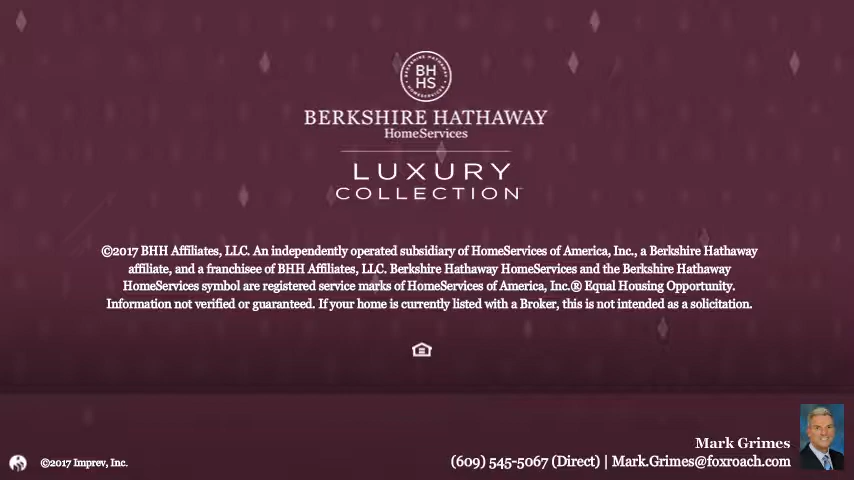 BERKSHIRE HATHAWAY
HOMESERVICES
BH
HS
BERKSHIRE HATHAWAY
HomeServices
LUXURY
COLLECTION
©2017 BHH Affiliates, LLC. An independently operated subsidiary of HomeServices of America, Inc., a Berkshire Hathaway
affiliate, and a franchisee of BHH Affiliates, LLC. Berkshire Hathaway HomeServices and the Berkshire Hathaway
HomeServices symbol are registered service marks of HomeServices of America, Inc.® Equal Housing Opportunity.
Information not verified or guaranteed. If your home is currently listed with a Broker, this is not intended as a solicitation.
Mark Grimes
(609) 545-5067 (Direct) | Mark.Grimes@foxroach.com
©2017 Imprev, Inc.